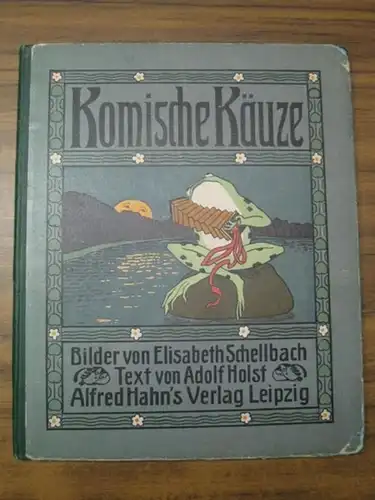 Komische Käuze
Bilder von Elisabeth Schellbach
Text von Adolf Holst
Alfred Hahn's Verlag Leipzig